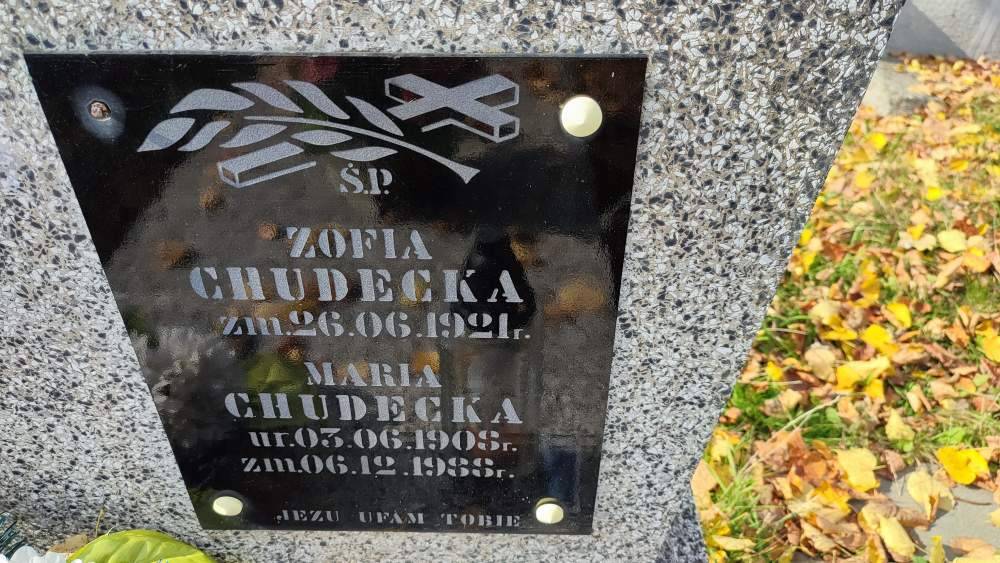 Ś.P.
ZOFIA
CHUDECKA
zm.26.06.1921r.
MARIA
CHUDECKA
ur.03.06.1908r.
zm.06.12.1988r.
JEZU UFAM TOBIE